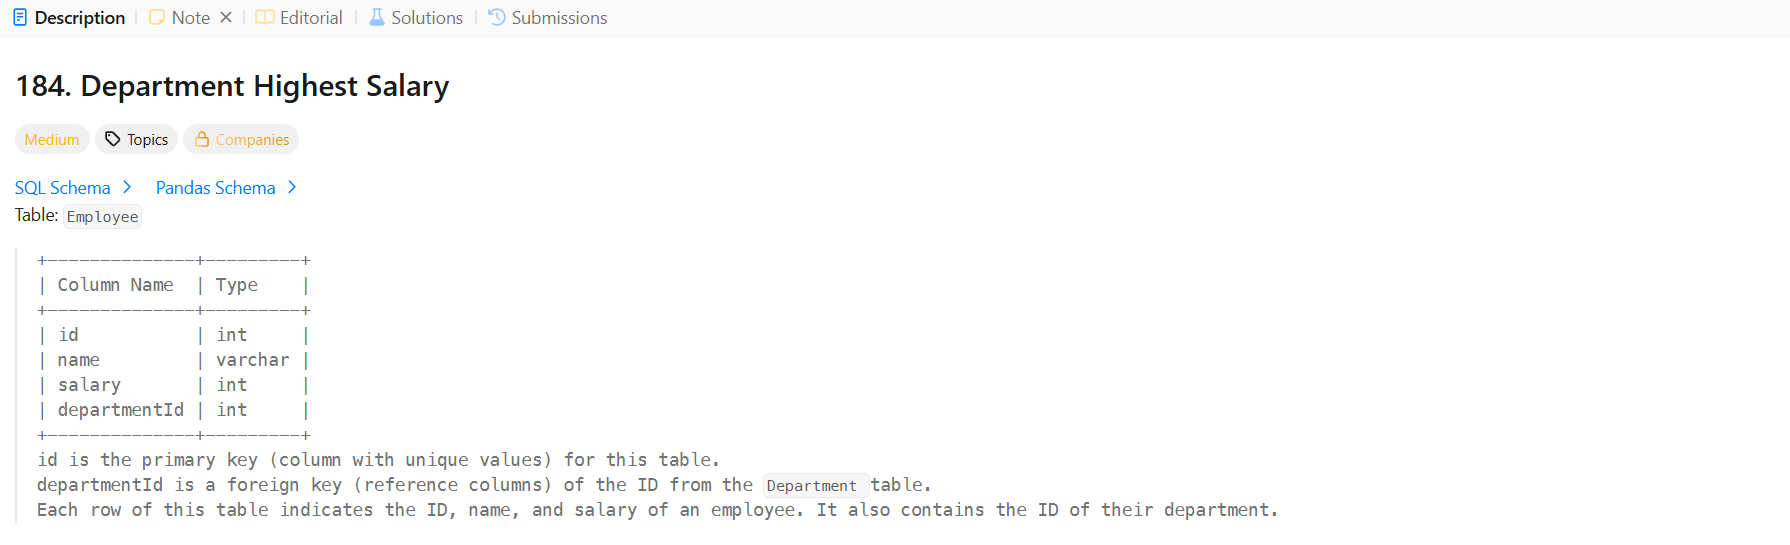 Description Note Editorial Solutions Submissions
184. Department Highest Salary
Medium Topics Companies
SQL Schema > Pandas Schema >
Table: Employee
+--------------+---------+
| Column Name  | Type    |
+--------------+---------+
| id           | int     |
| name         | varchar |
| salary       | int     |
| departmentId | int     |
+--------------+---------+
id is the primary key (column with unique values) for this table.
departmentId is a foreign key (reference columns) of the ID from the Department table.
Each row of this table indicates the ID, name, and salary of an employee. It also contains the ID of their department.